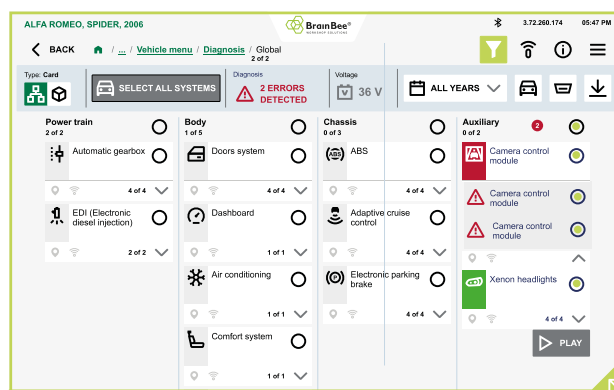 ALFA ROMEO, SPIDER, 2006
BrainBee®
WORKSHOP SUITE
3.72.260.174
05:47 PM
BACK / ... / Vehicle menu / Diagnosis / Global
2 of 2
Type: Card
SELECT ALL SYSTEMS
Diagnosis
2 ERRORS
DETECTED
Voltage
36 V
ALL YEARS
Power train
2 of 2
Automatic gearbox
4 of 4
EDI (Electronic
diesel injection)
2 of 2
Body
1 of 5
Doors system
4 of 4
Dashboard
1 of 1
Air conditioning
1 of 1
Comfort system
1 of 1
Chassis
0 of 3
(ABS) ABS
4 of 4
Adaptive cruise
control
4 of 4
(P) Electronic parking
brake
4 of 4
Auxiliary
0 of 2
2
Camera control
module
Camera control
module
Camera control
module
Xenon headlights
4 of 4
PLAY